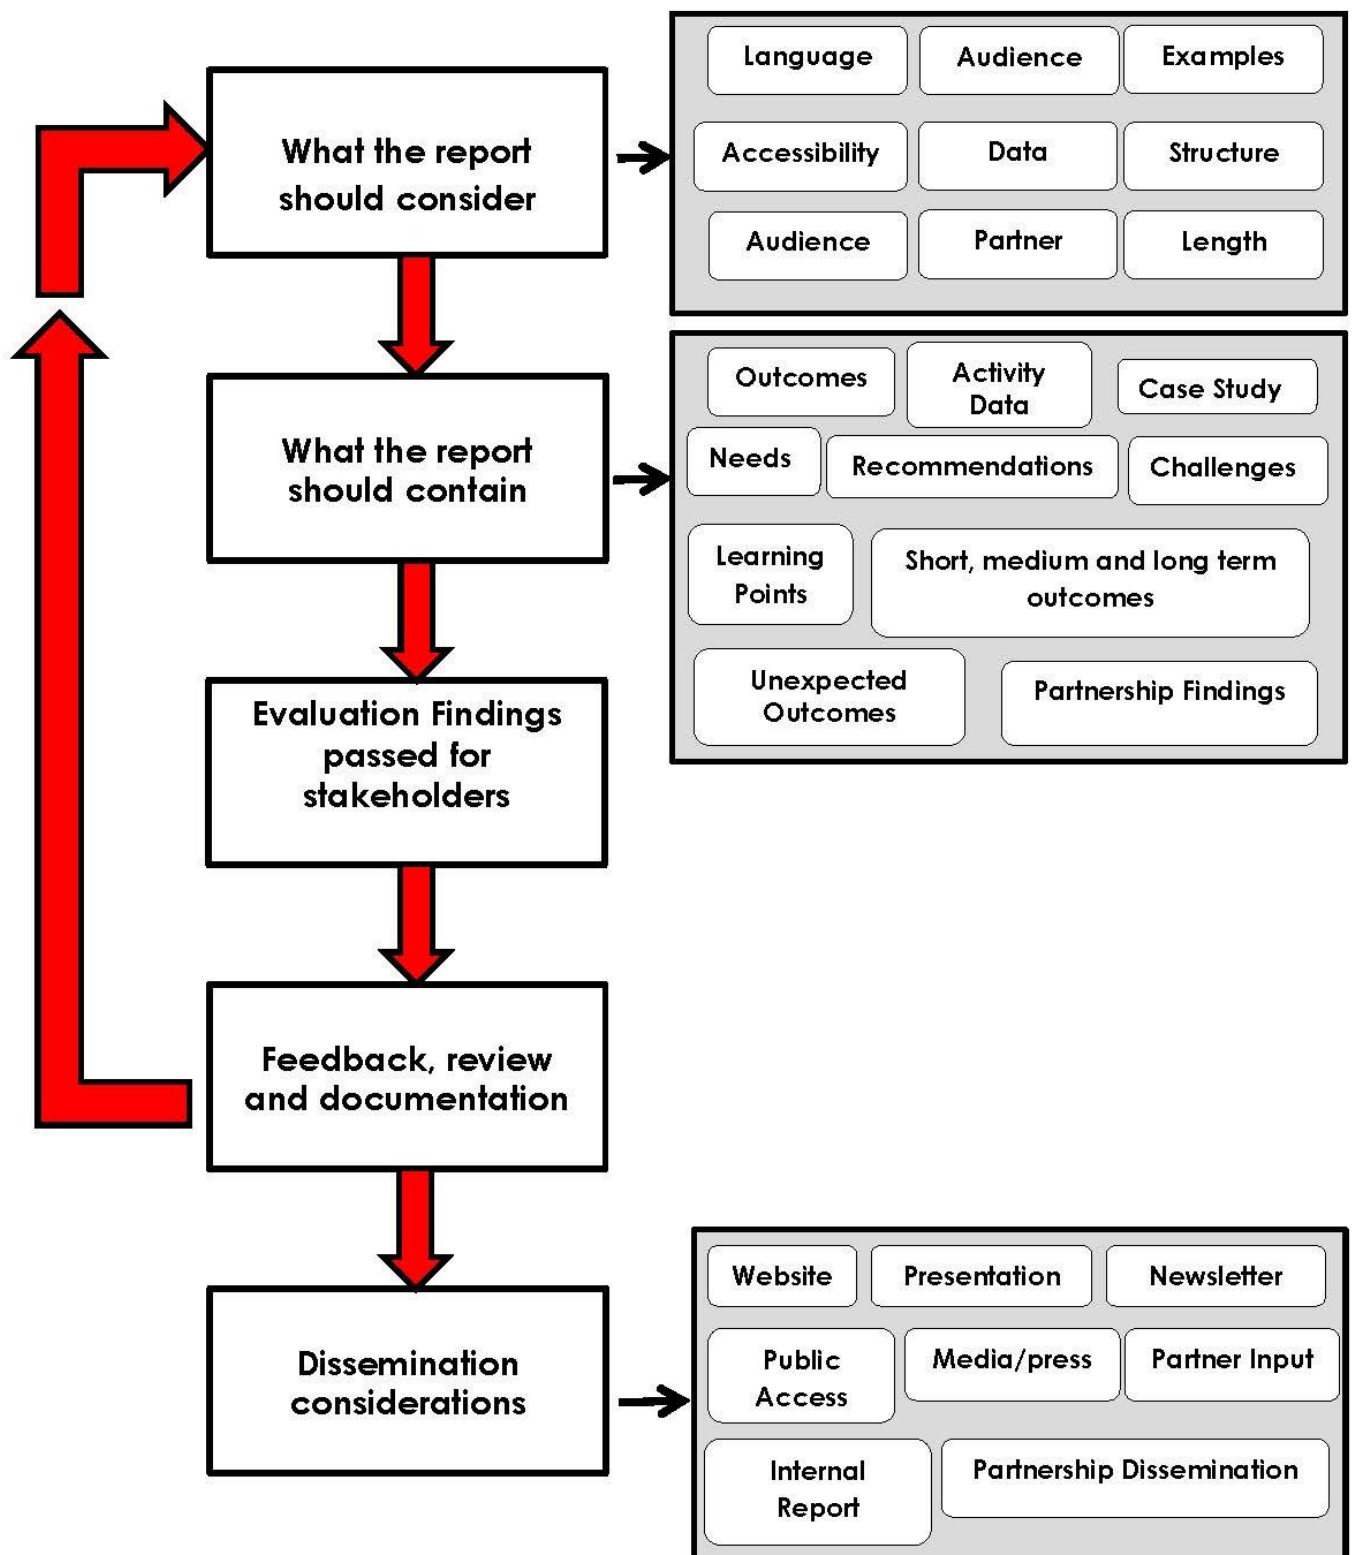 What the report
should consider
Language
Audience
Examples
Accessibility
Data
Structure
Audience
Partner
Length
What the report
should contain
Outcomes
Activity
Data
Case Study
Needs
Recommendations
Challenges
Learning
Points
Short, medium and long term
outcomes
Unexpected
Outcomes
Partnership Findings
Evaluation Findings
passed for
stakeholders
Feedback, review
and documentation
Dissemination
considerations
Website
Presentation
Newsletter
Public
Access
Media/press
Partner Input
Internal
Report
Partnership Dissemination